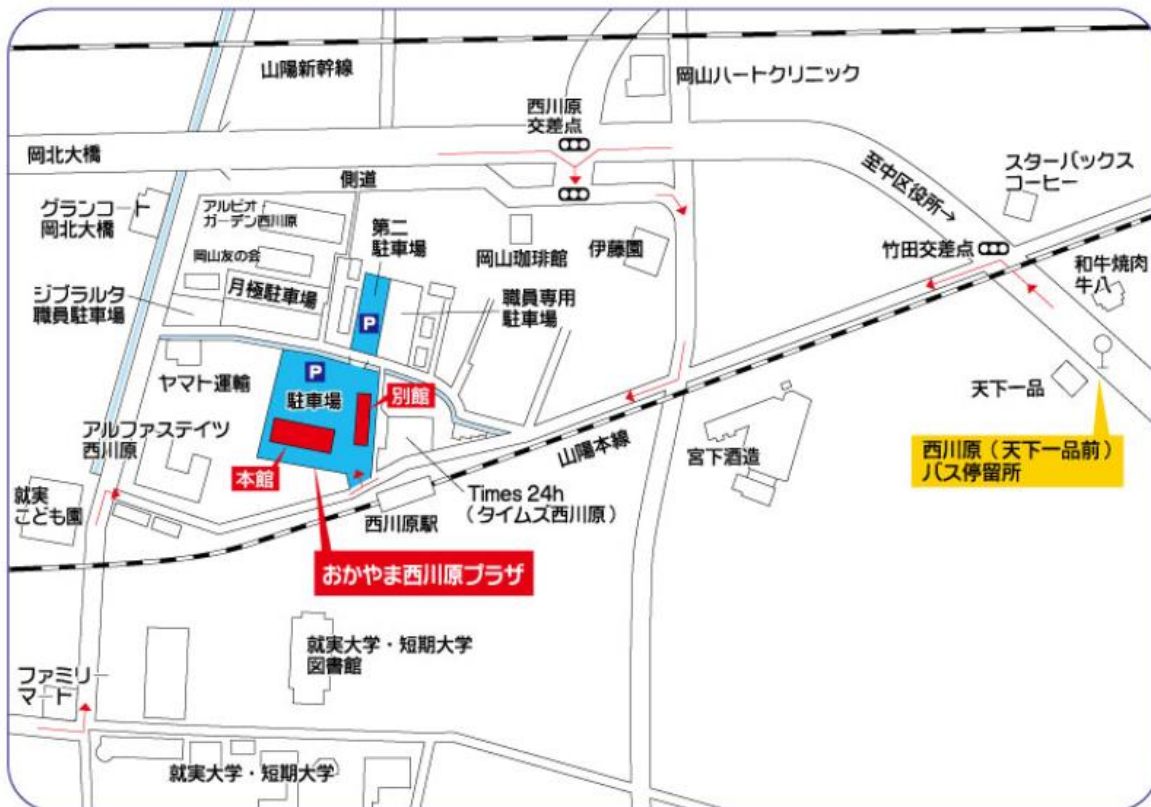 山陽新幹線
岡山ハートクリニック
西川原
交差点
岡北大橋
至中区役所→
スターバックス
コーヒー
側道
グランコート
岡北大橋
アルビオ
ガーデン西川原
第二
駐車場
岡山珈琲館
伊藤園
竹田交差点
和牛焼肉
牛八
岡山友の会
月極駐車場
ジブラルタ
職員駐車場
職員専用
駐車場
P
ヤマト運輸
P
駐車場
別館
天下一品
アルファステイツ
西川原
本館
山陽本線
宮下酒造
西川原(天下一品前)
バス停留所
就実
こども園
Times 24h
(タイムズ西川原)
西川原駅
おかやま西川原プラザ
就実大学・短期大学
図書館
ファミリー
マート
就実大学・短期大学